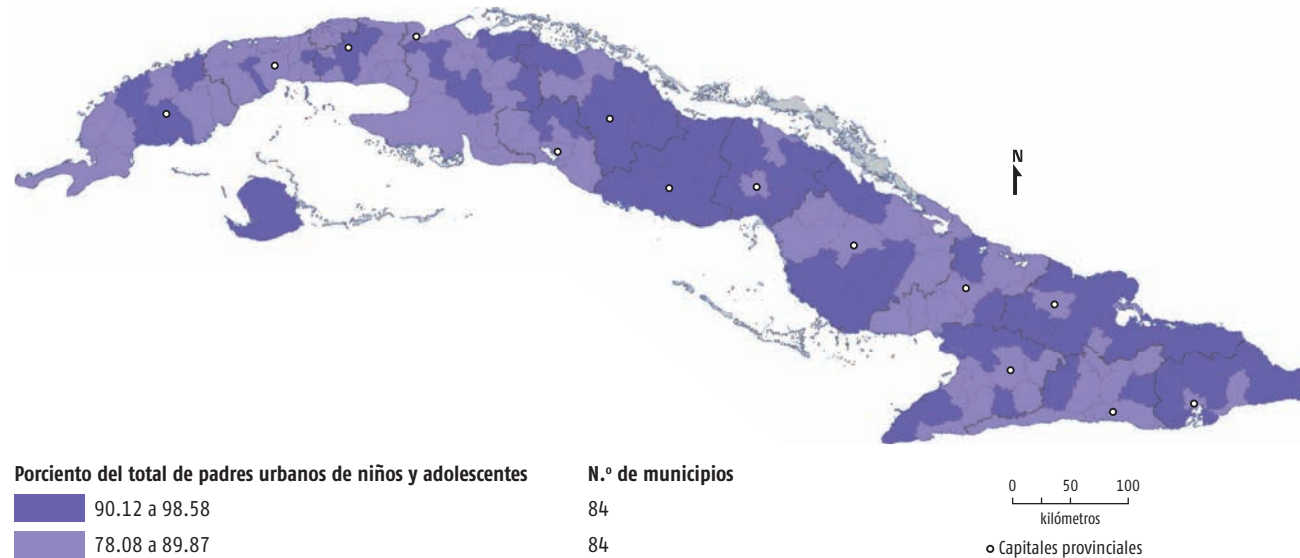 N
Porciento del total de padres urbanos de niños y adolescentes N.º de municipios
90.12 a 98.58 84
78.08 a 89.87 84
0 50 100
kilómetros
Capitales provinciales